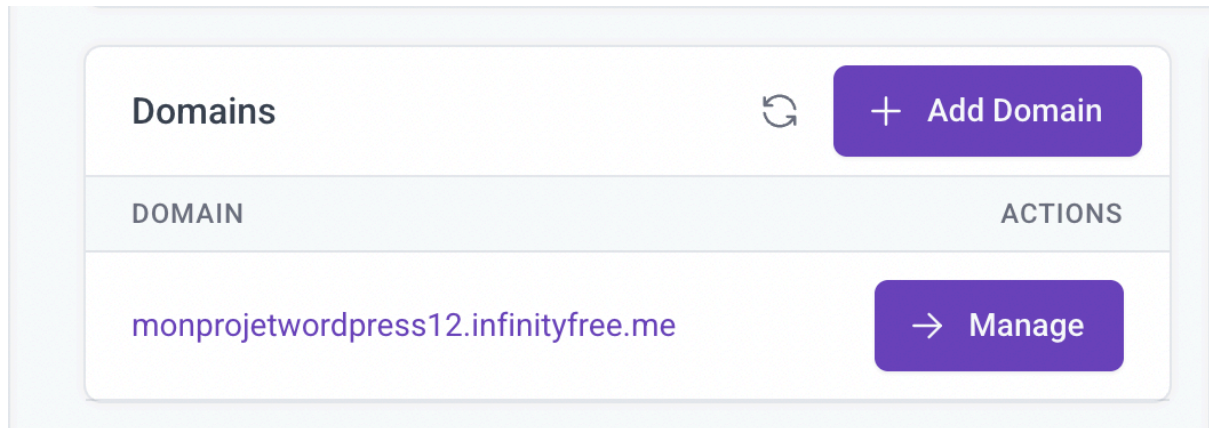 Domains
Add Domain
DOMAIN ACTIONS
monprojetwordpress12.infinityfree.me Manage